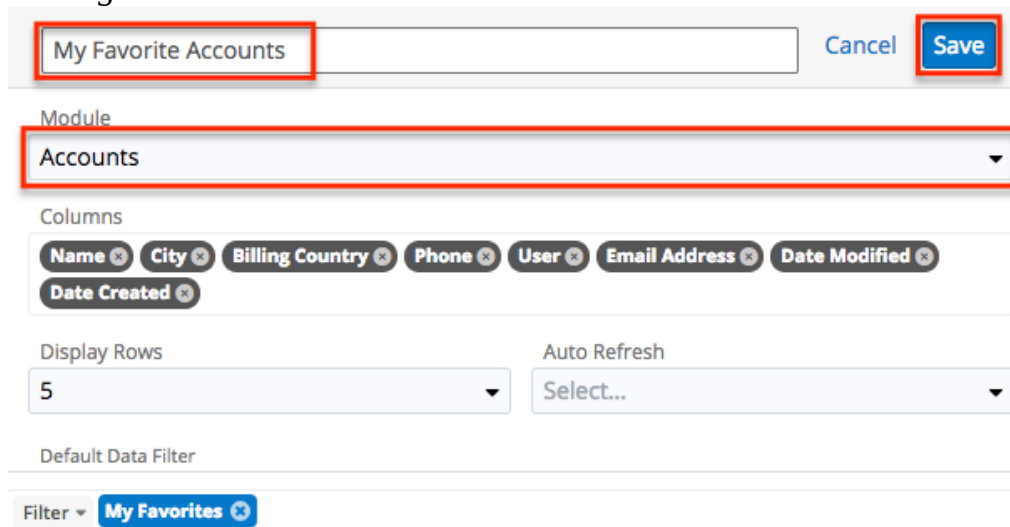 My Favorite Accounts Cancel Save
Module
Accounts
Columns
Name City Billing Country Phone User Email Address Date Modified
Date Created
Display Rows Auto Refresh
5 Select...
Default Data Filter
Filter My Favorites